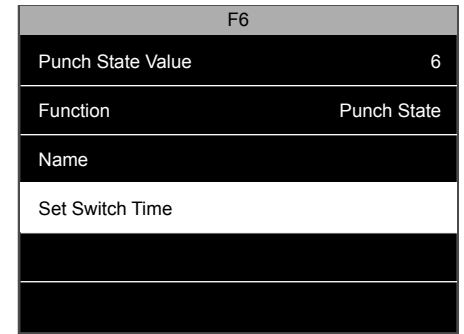 F6
Punch State Value 6
Function Punch State
Name
Set Switch Time